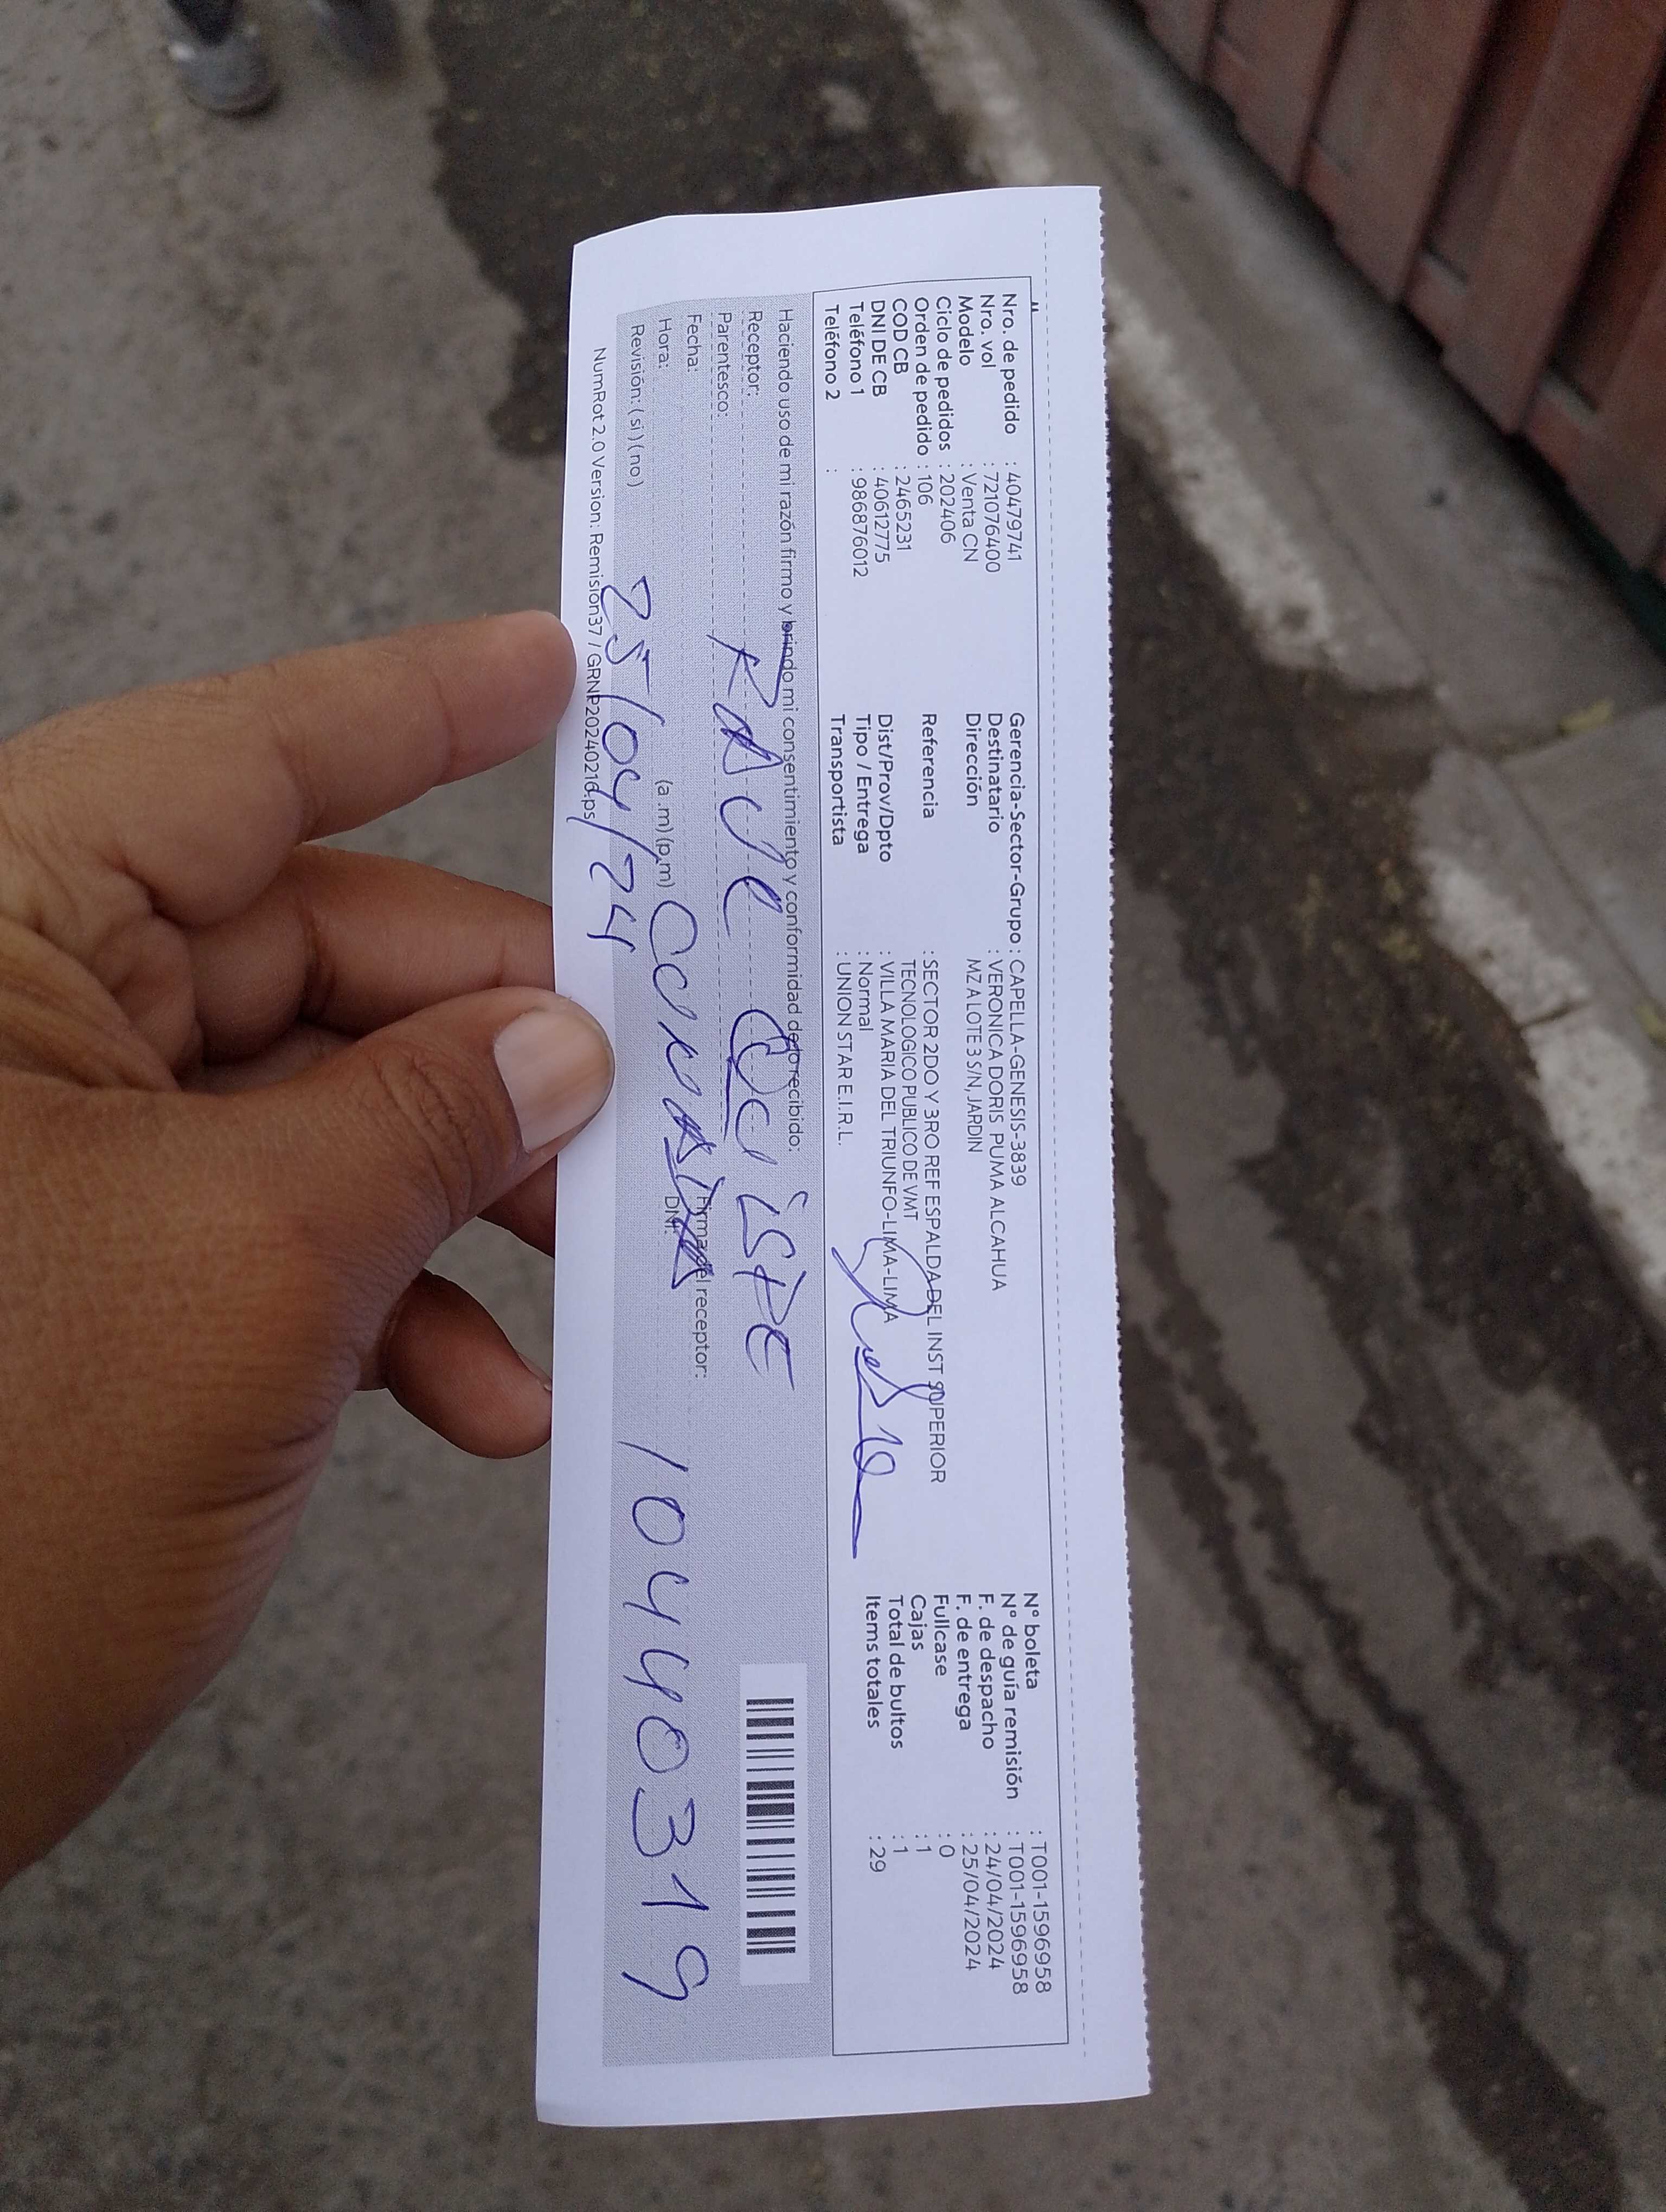 Nro. de pedido : 40479741
Nro. vol : 721076400
Modelo : Venta CN
Ciclo de pedidos : 202406
Orden de pedido : 106
COD CB : 2465231
DNI DE CB : 40612775
Teléfono 1 : 986876012
Teléfono 2 :
Gerencia-Sector-Grupo : CAPELLA-GENESIS-3839
Destinatario : VERONICA DORIS PUMA ALCAHUA
Dirección MZ A LOTE 3 S/N, JARDIN
Referencia : SECTOR 2DO Y 3RO REF ESPALDA DEL INST SUPERIOR
TECNOLOGICO PUBLICO DE VMT
Dist/Prov/Dpto : VILLA MARIA DEL TRIUNFO-LIMA-LIMA
Tipo / Entrega : Normal
Transportista : UNION STAR E.I.R.L.
N° boleta : T001-1596958
N° de guía remisión : T001-1596958
F. de despacho : 24/04/2024
F. de entrega : 25/04/2024
Fullcase : 0
Cajas : 1
Total de bultos : 1
Items totales : 29
Haciendo uso de mi razón firmo y brindo mi consentimiento y conformidad de lo recibido:
Receptor: RAUL QUISPE
Parentesco:
Fecha:
Firma del receptor:
Hora: (a.m)(p.m)
DNI: 10440319
Revisión: (si)(no)
25/04/24
NumRot 2.0 Version: Remision37 / GRNP20240216.ps